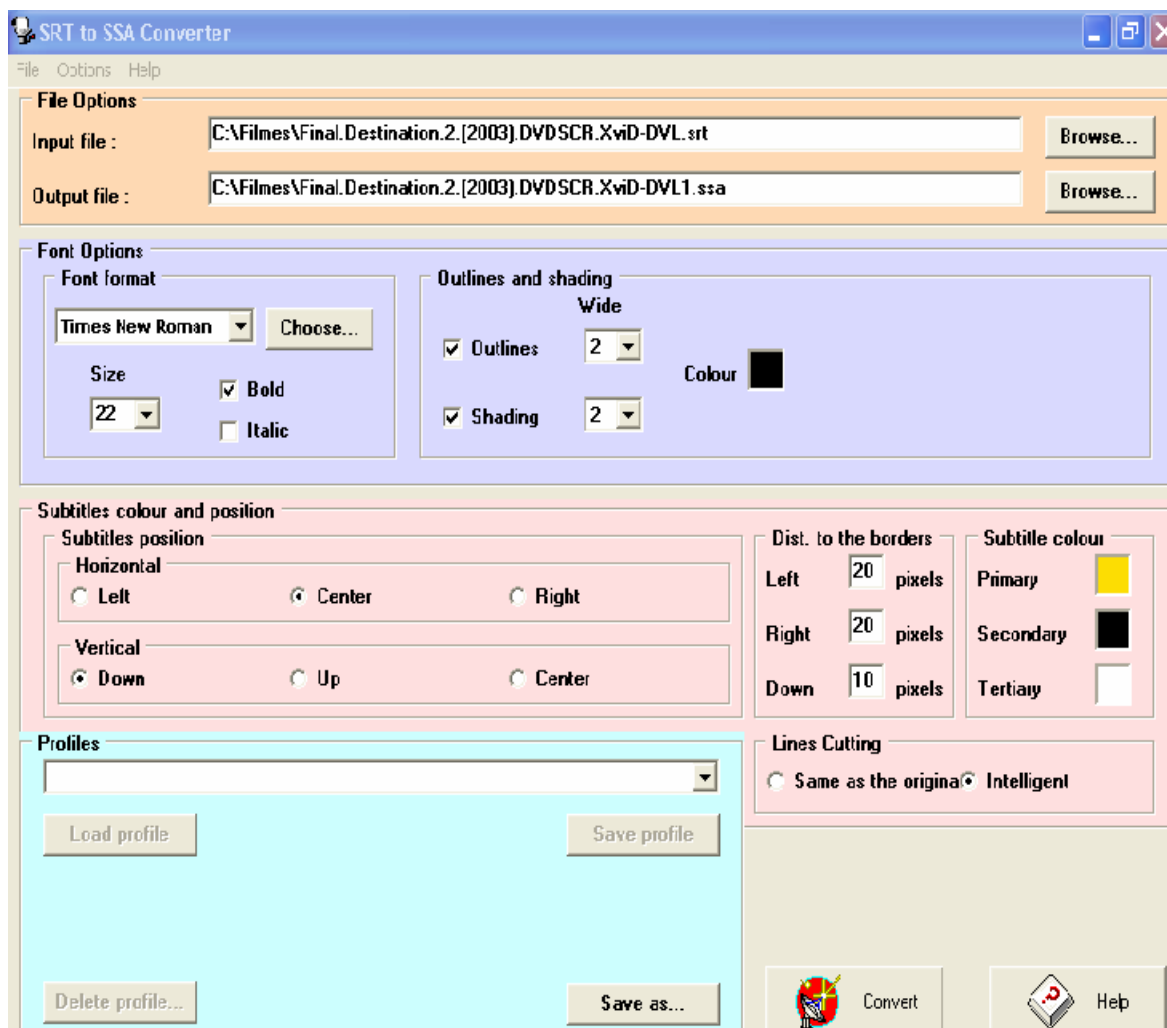 SRT to SSA Converter
File Options Help
File Options
Input file : C:\Filmes\Final.Destination.2.[2003].DVDSCR.XviD-DVL.srt Browse...
Output file : C:\Filmes\Final.Destination.2.[2003].DVDSCR.XviD-DVL1.ssa Browse...
Font Options
Font format
Times New Roman Choose...
Size
22
Bold
Italic
Outlines and shading
Wide
Outlines 2
Colour
Shading 2
Subtitles colour and position
Subtitles position
Horizontal
Left Center Right
Vertical
Down Up Center
Dist. to the borders
Left 20 pixels
Right 20 pixels
Down 10 pixels
Subtitle colour
Primary
Secondary
Tertiary
Profiles
Load profile Save profile
Delete profile... Save as...
Lines Cutting
Same as the origina Intelligent
Convert Help